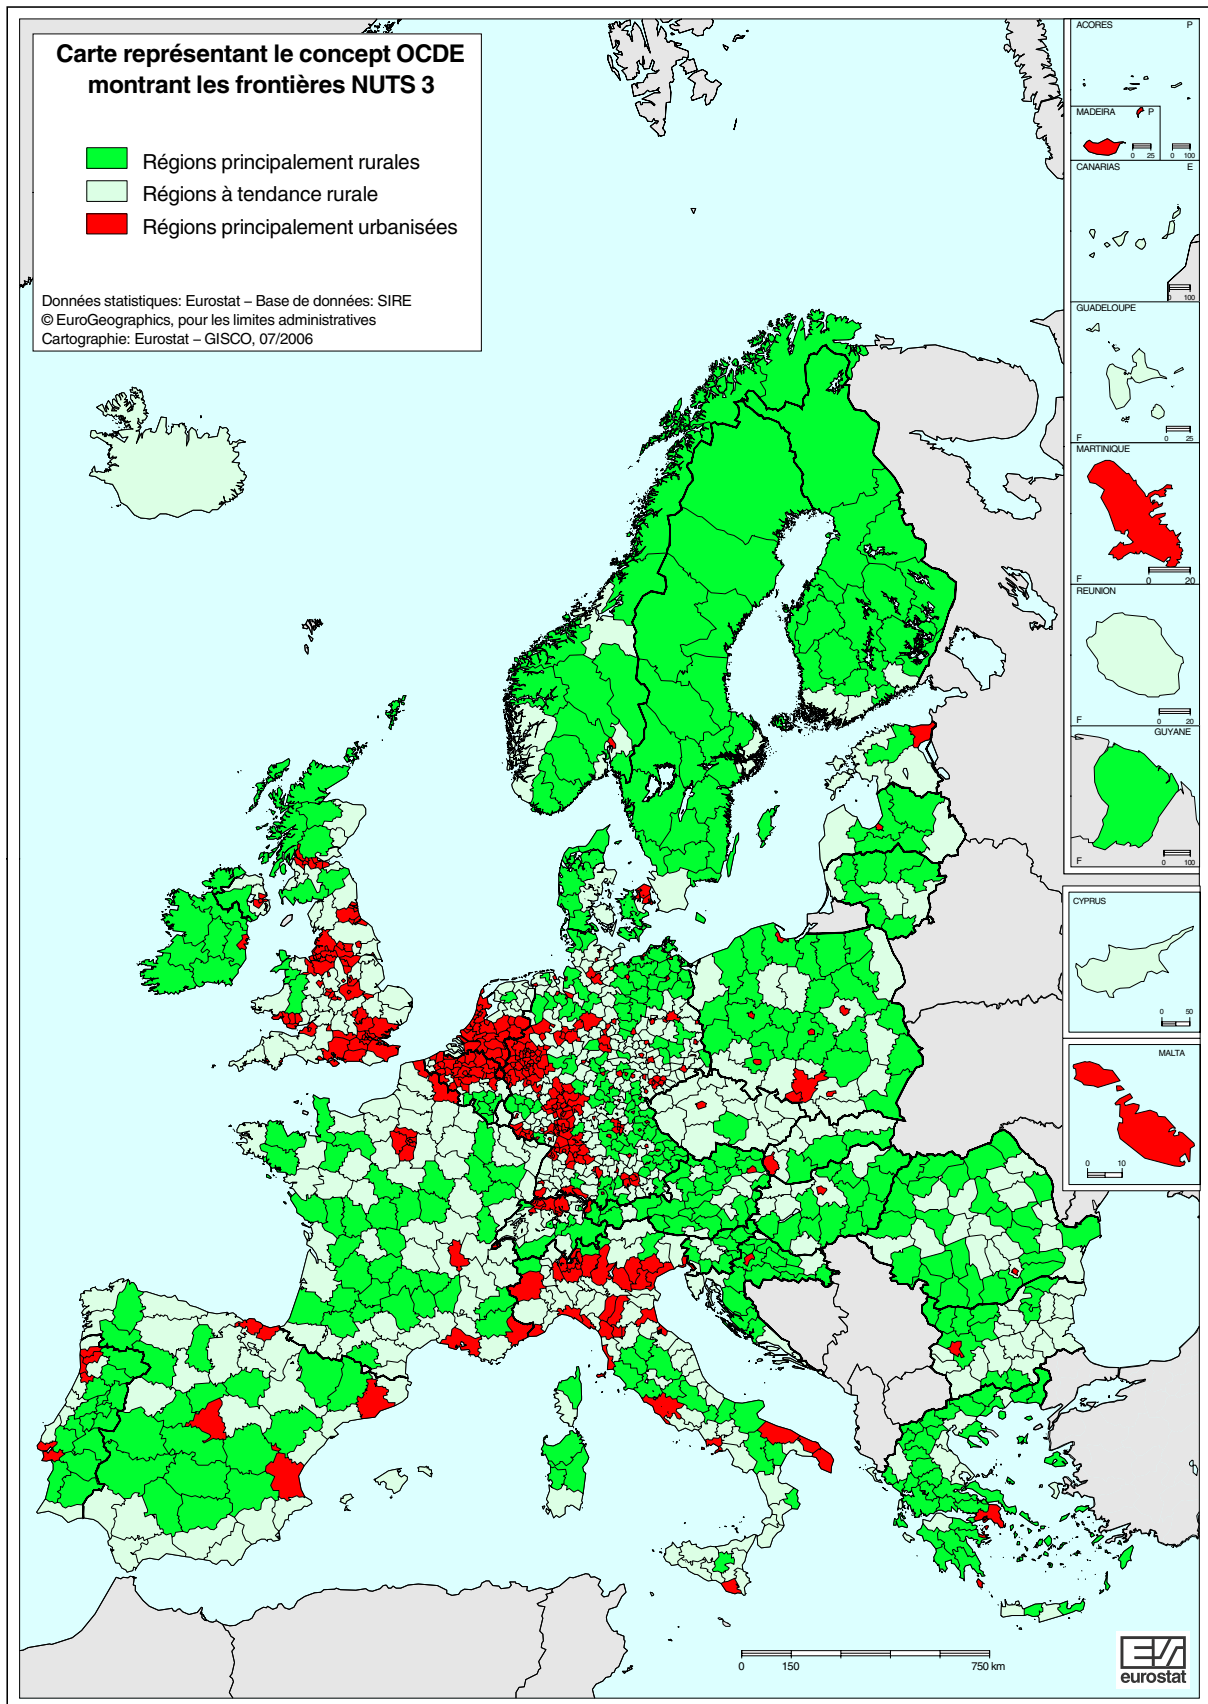 Carte représentant le concept OCDE
montrant les frontières NUTS 3
Régions principalement rurales
Régions à tendance rurale
Régions principalement urbanisées
Données statistiques: Eurostat – Base de données: SIRE
© EuroGeographics, pour les limites administratives
Cartographie: Eurostat – GISCO, 07/2006
ACORES P
MADEIRA P
0 25 0 100
CANARIAS E
0 100
GUADELOUPE
F 0 25
MARTINIQUE
F 0 20
REUNION
F 0 20
GUYANE
F 0 100
CYPRUS
0 50
MALTA
0 10
0 150 750 km
eurostat